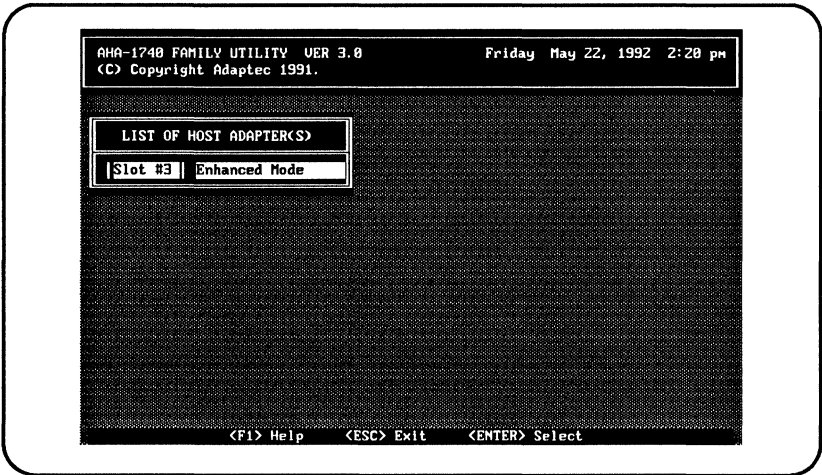 AHA-1740 FAMILY UTILITY VER 3.0 Friday May 22, 1992 2:20 pm
(C) Copyright Adaptec 1991.
LIST OF HOST ADAPTER(S)
Slot #3 Enhanced Mode
<F1> Help <ESC> Exit <ENTER> Select